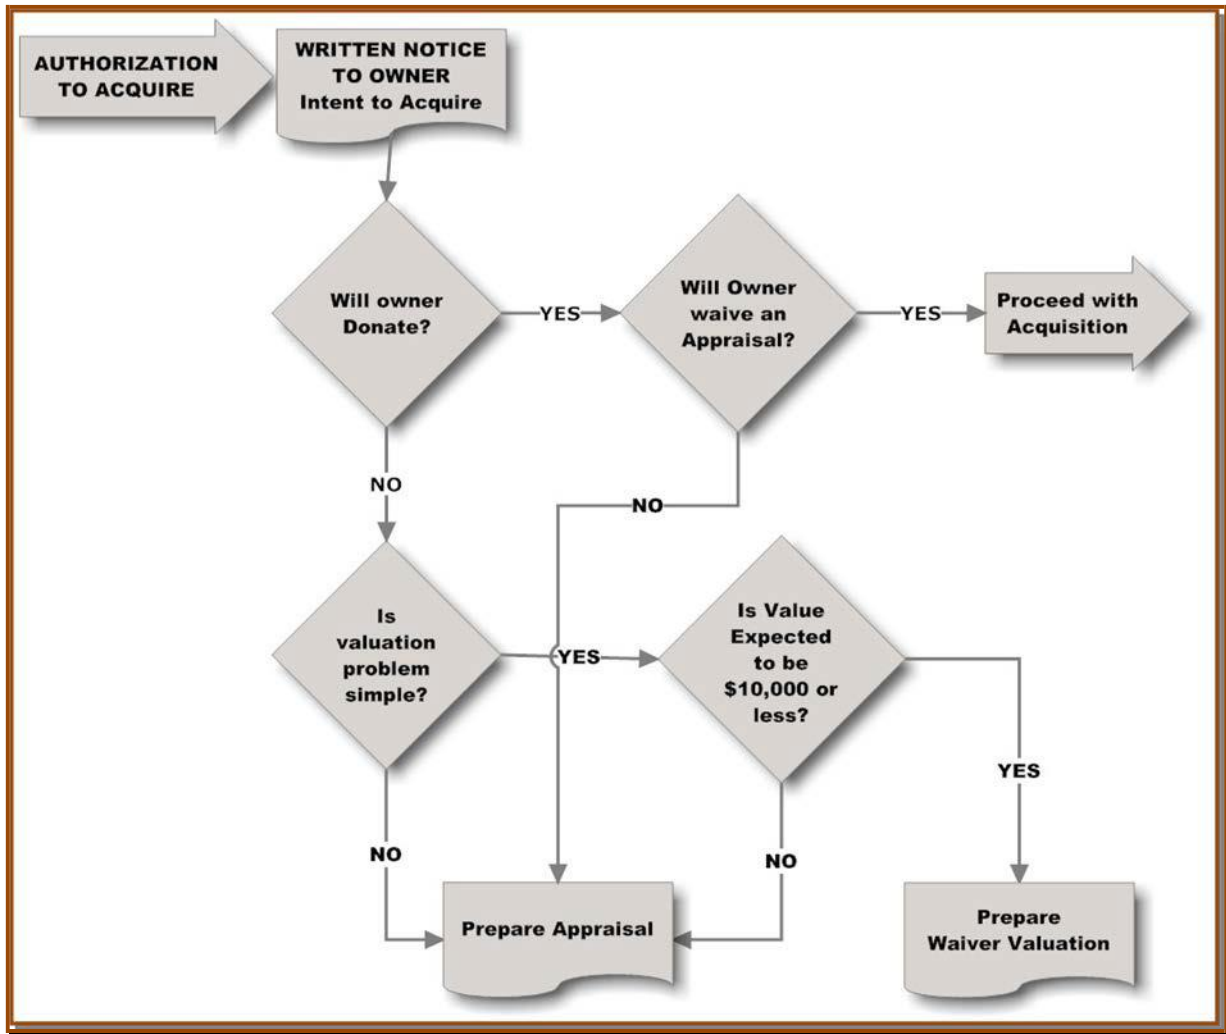 AUTHORIZATION
TO ACQUIRE
WRITTEN NOTICE
TO OWNER
Intent to Acquire
Will owner
Donate?
YES
Will Owner
waive an
Appraisal?
YES
Proceed with
Acquisition
NO
NO
Is
valuation
problem
simple?
YES
Is Value
Expected
to be
$10,000 or
less?
YES
NO
NO
Prepare Appraisal
Prepare
Waiver Valuation